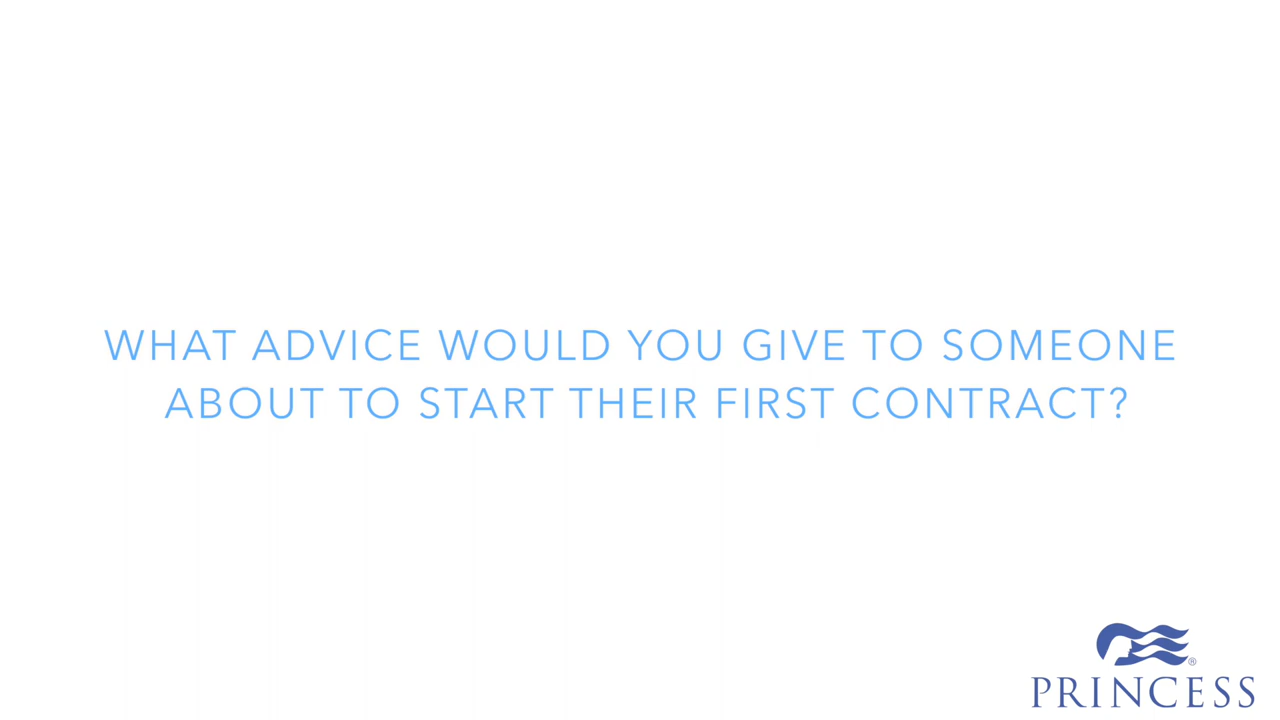 WHAT ADVICE WOULD YOU GIVE TO SOMEONE
ABOUT TO START THEIR FIRST CONTRACT?
®
PRINCESS